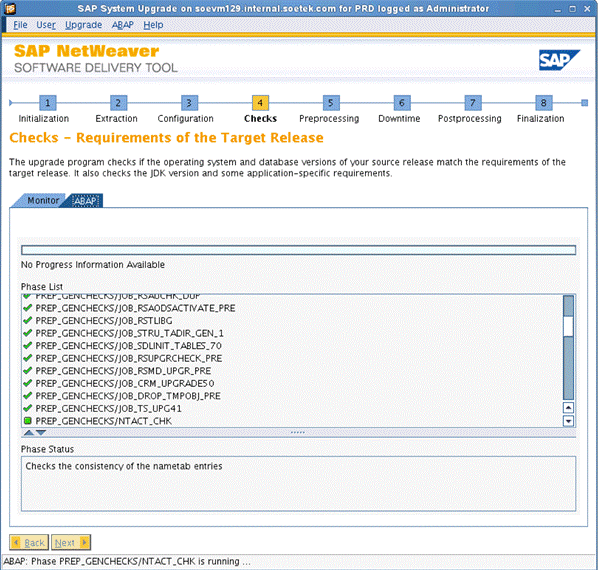 SAP System Upgrade on soevm129.internal.soetek.com for PRD logged as Administrator
File User Upgrade ABAP Help
SAP NetWeaver
SOFTWARE DELIVERY TOOL
SAP
1 2 3 4 5 6 7 8
Initialization Extraction Configuration Checks Preprocessing Downtime Postprocessing Finalization
Checks - Requirements of the Target Release
The upgrade program checks if the operating system and database versions of your source release match the requirements of the
target release. It also checks the JDK version and some application-specific requirements.
Monitor ABAP
No Progress Information Available
Phase List
PREP_GENCHECKS/JOB_RSAUCHK_DUP
PREP_GENCHECKS/JOB_RSAODSACTIVATE_PRE
PREP_GENCHECKS/JOB_RSTLIBG
PREP_GENCHECKS/JOB_STRU_TADIR_GEN_1
PREP_GENCHECKS/JOB_SDLINIT_TABLES_70
PREP_GENCHECKS/JOB_RSUPGRCHECK_PRE
PREP_GENCHECKS/JOB_RSMD_UPGR_PRE
PREP_GENCHECKS/JOB_CRM_UPGRADE50
PREP_GENCHECKS/JOB_DROP_TMPOBJ_PRE
PREP_GENCHECKS/JOB_TS_UPG41
PREP_GENCHECKS/NTACT_CHK
Phase Status
Checks the consistency of the nametab entries
Back Next
ABAP: Phase PREP_GENCHECKS/NTACT_CHK is running ...